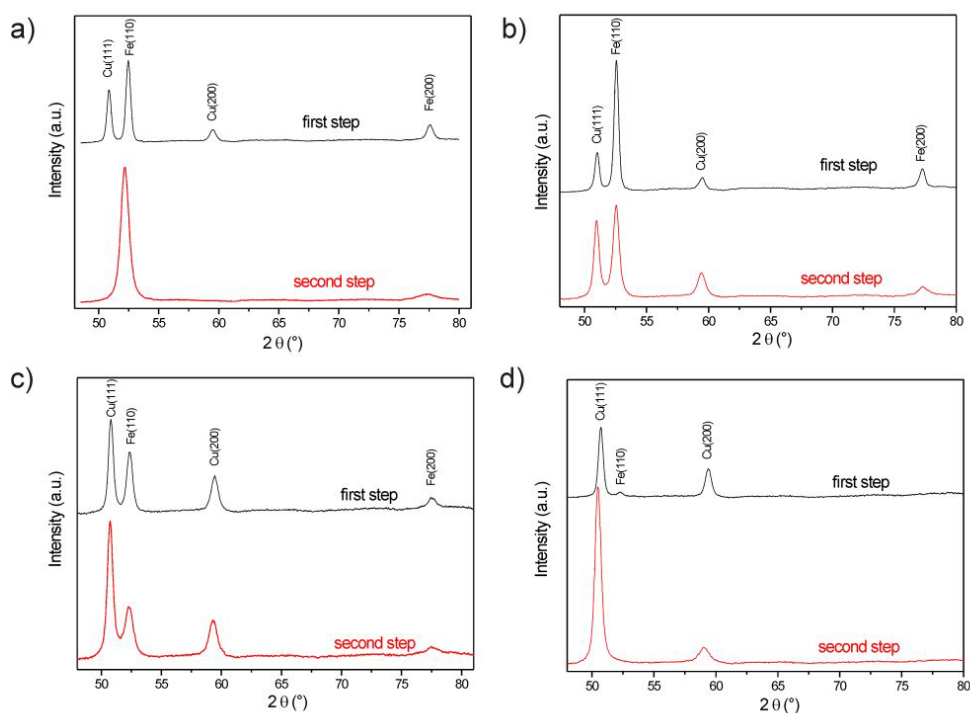 a)
Cu(111)
Fe(110)
Cu(200)
Fe(200)
first step
second step
Intensity (a.u.)
50 55 60 65 70 75 80
2 θ (°)
b)
Cu(111)
Fe(110)
Cu(200)
Fe(200)
first step
second step
Intensity (a.u.)
50 55 60 65 70 75 80
2 θ (°)
c)
Cu(111)
Fe(110)
Cu(200)
Fe(200)
first step
second step
Intensity (a.u.)
50 55 60 65 70 75 80
2 θ (°)
d)
Cu(111)
Fe(110)
Cu(200)
first step
second step
Intensity (a.u.)
50 55 60 65 70 75 80
2 θ (°)